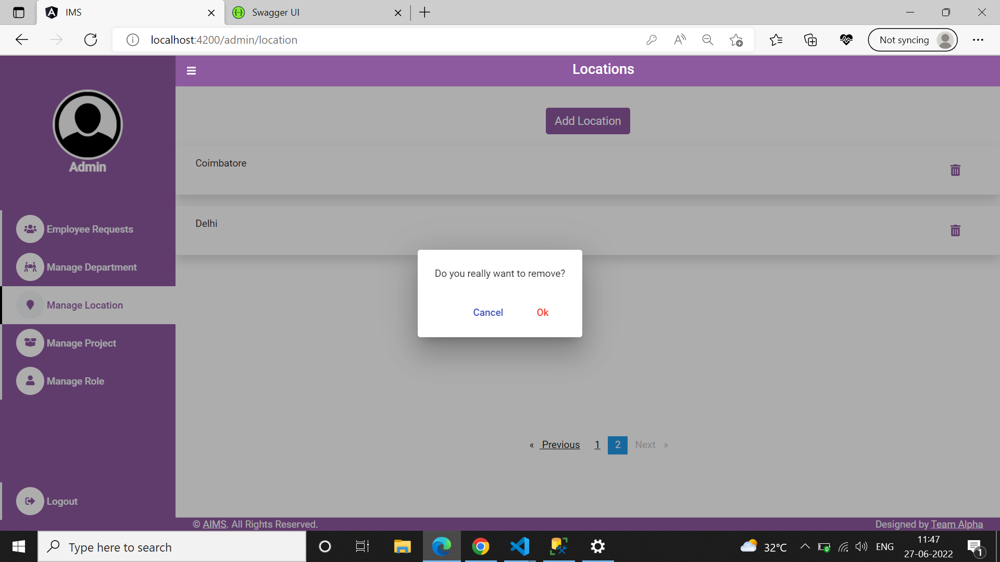 IMS
Swagger UI
localhost:4200/admin/location
Not syncing
Locations
Admin
Add Location
Coimbatore
Delhi
Employee Requests
Manage Department
Manage Location
Manage Project
Manage Role
Logout
Do you really want to remove?
Cancel Ok
« Previous 1 2 Next »
© AIMS. All Rights Reserved.
Designed by Team Alpha
Type here to search
32°C
ENG
11:47
27-06-2022
1